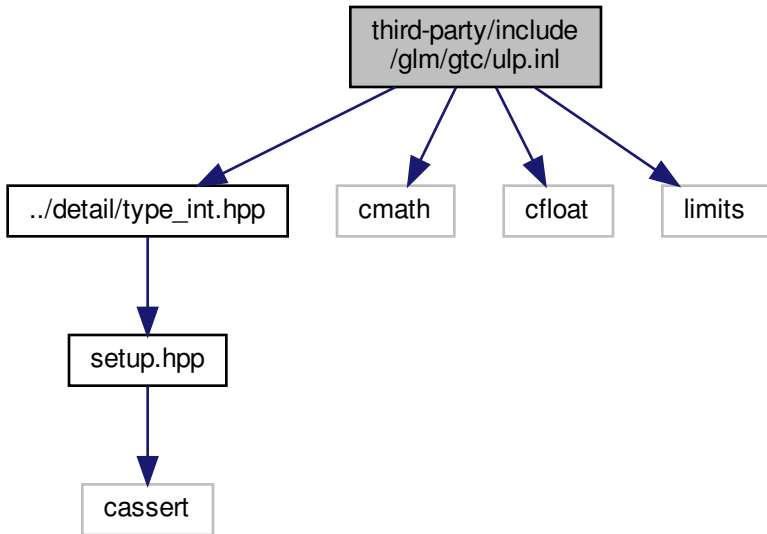 third-party/include
/glm/gtc/ulp.inl
../detail/type_int.hpp
cmath
cfloat
limits
setup.hpp
cassert